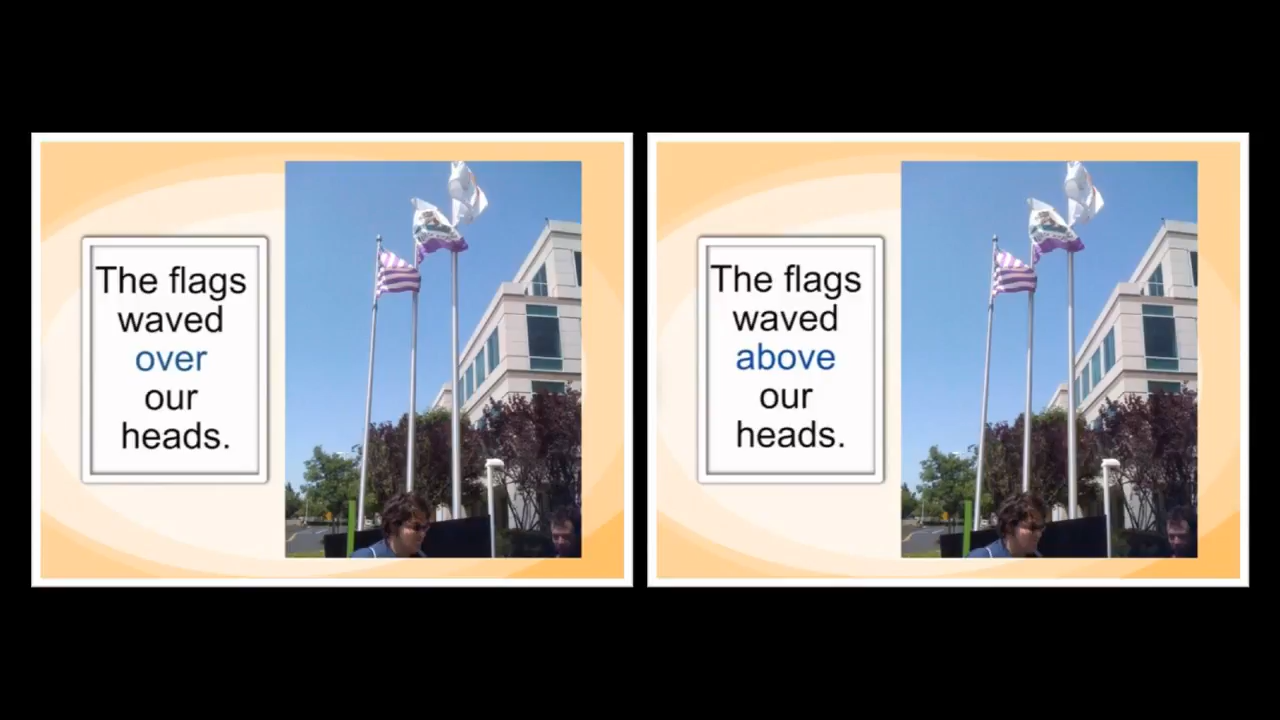 The flags
waved
over
our
heads.
The flags
waved
above
our
heads.